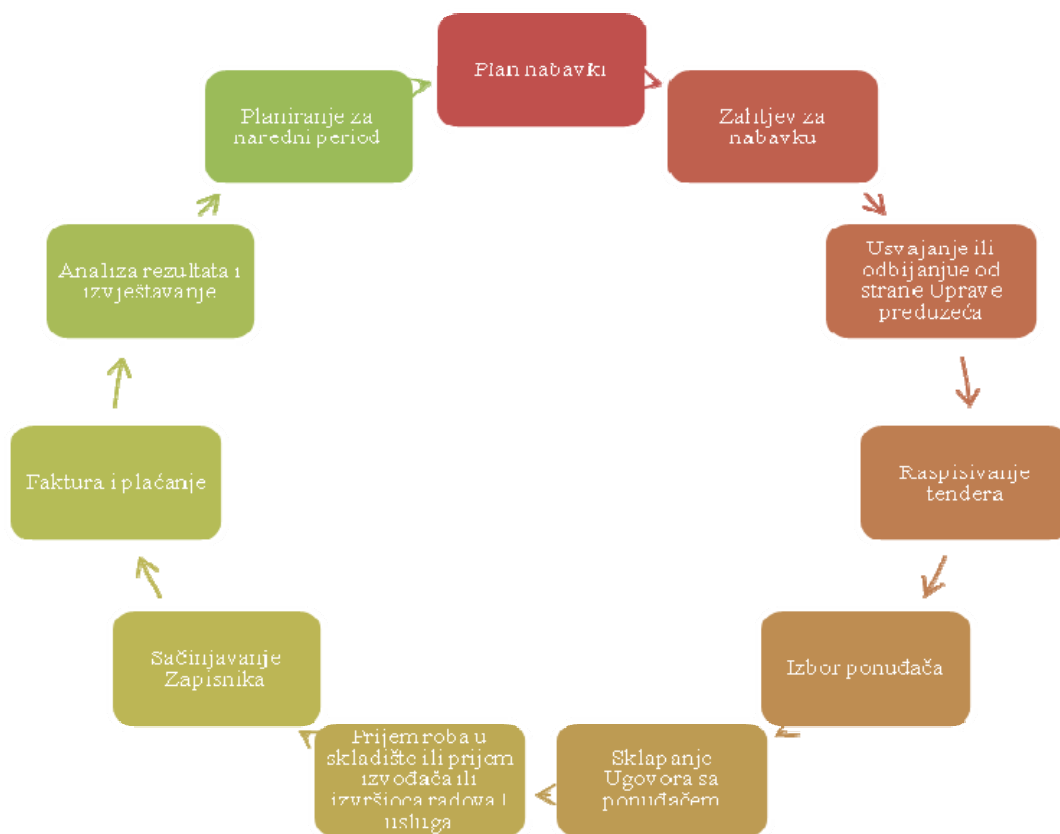 Plan nabavki
Zahtjev za
nabavku
Usvajanje ili
odbijanjue od
strane Uprave
preduzeća
Raspisivanje
tendera
Izbor ponuđača
Sklapanje
Ugovora sa
ponuđačem
Prijem roba u
skladište ili prijem
izvođača ili
izvršioca radova i
usluga
Sačinjavanje
Zapisnika
Faktura i plaćanje
Analiza rezultata i
izvještavanje
Planiranje za
naredni period